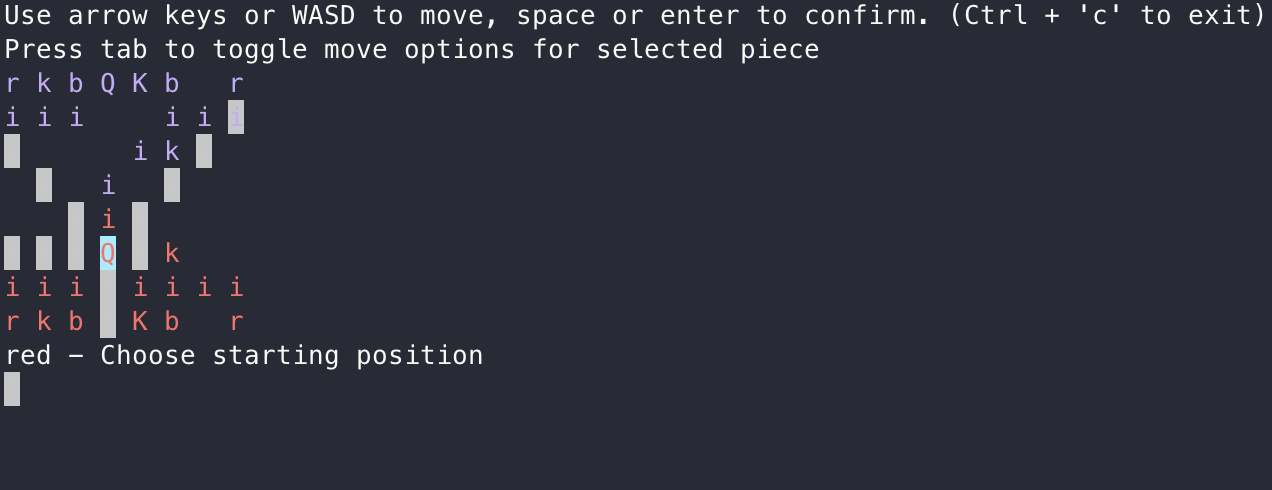 Use arrow keys or WASD to move, space or enter to confirm. (Ctrl + 'c' to exit)
Press tab to toggle move options for selected piece
r k b Q K b   r
i i i     i i i
        i k
      i
      i
      Q   k
i i i   i i i i
r k b   K b   r
red - Choose starting position